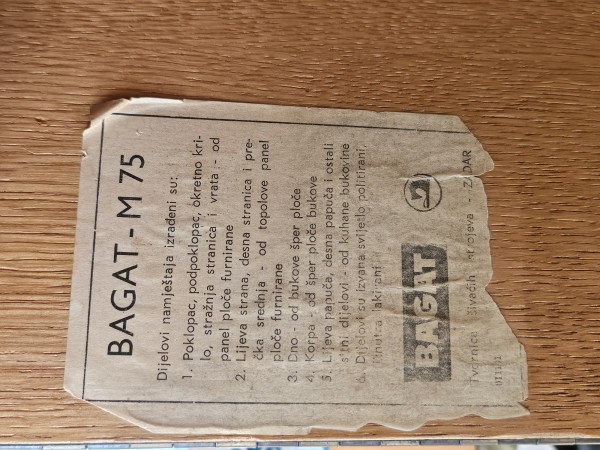 BAGAT - M 75
Dijelovi namještaja izrađeni su:
1. Poklopac, podpoklopac, okretno kri-
lo, stražnja stranica i vrata - od
panel ploče furnirane
2. Lijeva strana, desna stranica i pre-
čka srednja - od topolove panel
ploče furnirane
3. Dno - od bukove šper ploče
4. Korpa - od šper ploče bukove
5. Lijeva papuča, desna papuča i ostali
sitni dijelovi - od kuhane bukovine
6. Dijelovi su izvana svijetlo politirani,
iznutra lakirani
BAGAT
Tvornica šivaćih strojeva - ZADAR